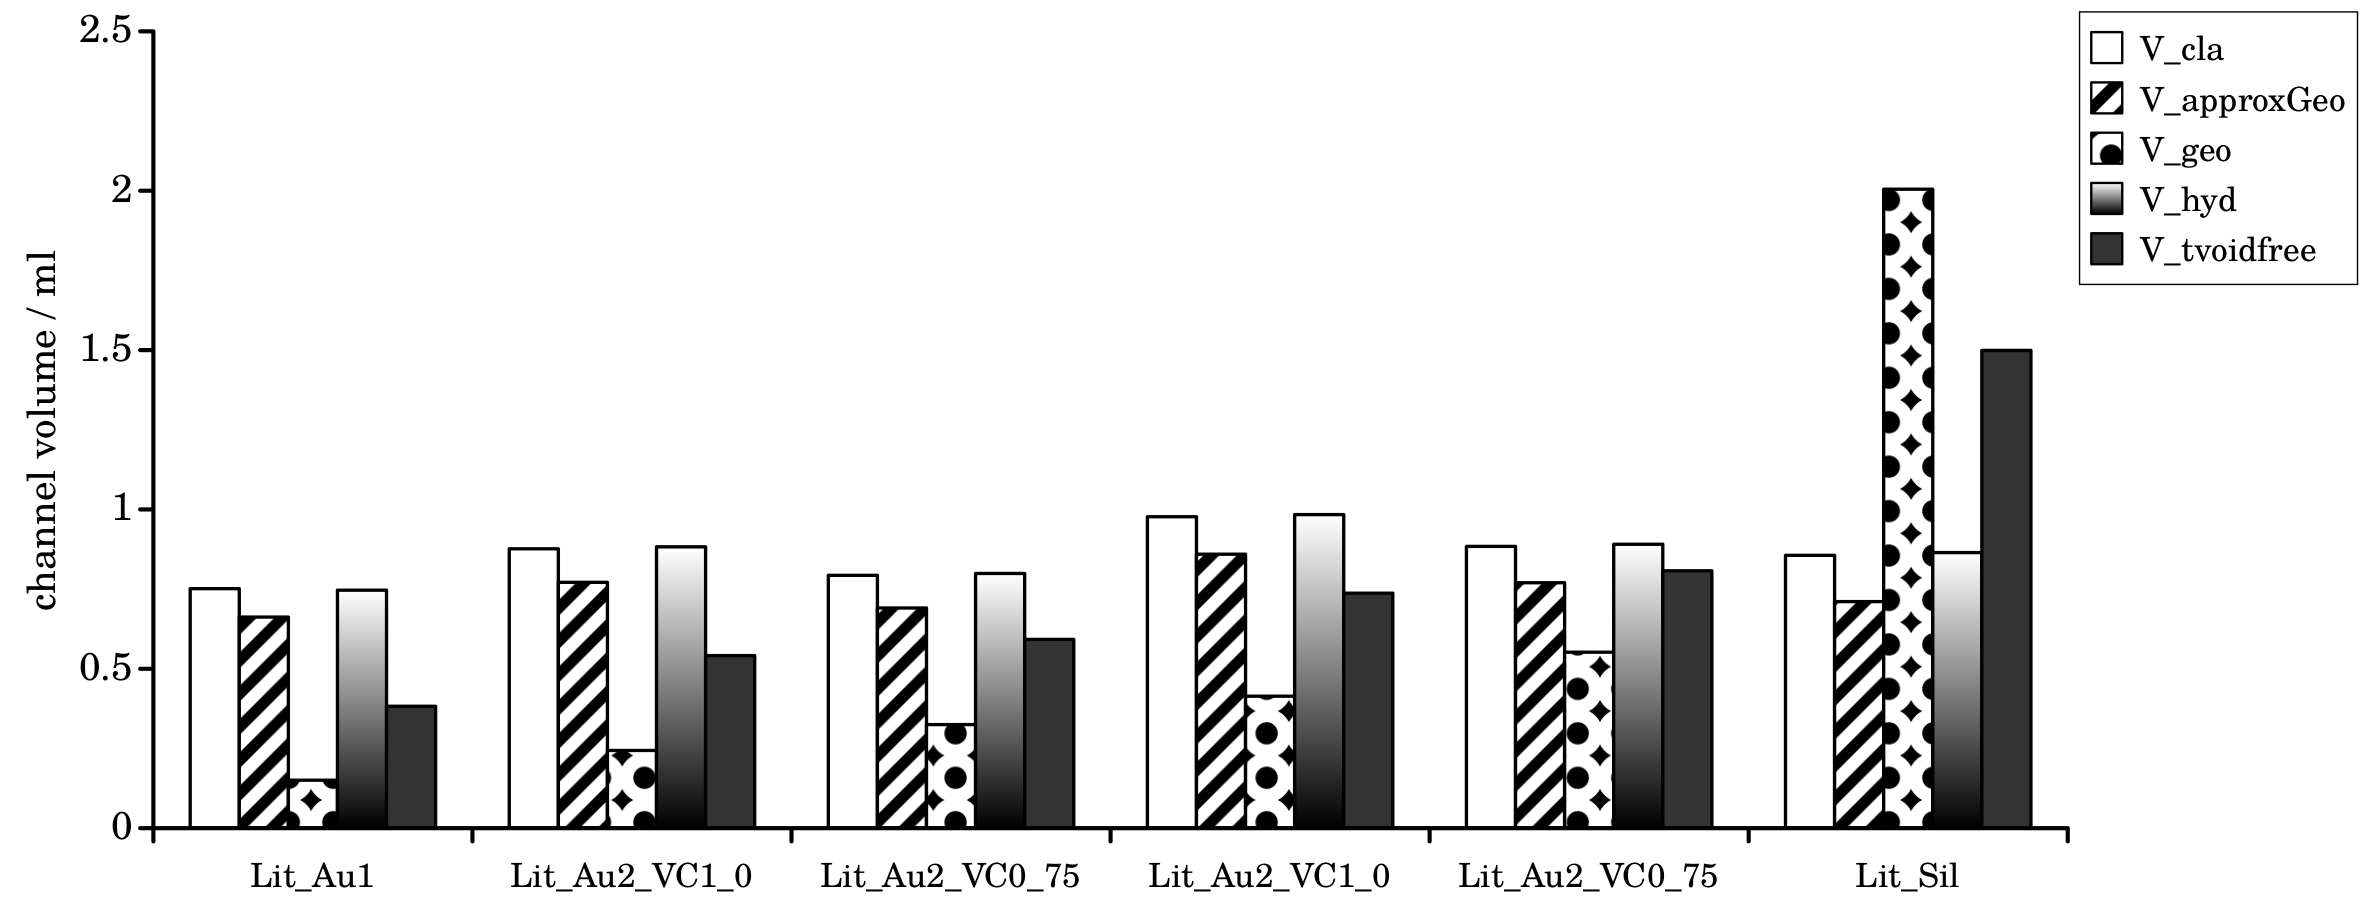 2.5
2
1.5
1
0.5
0
channel volume / ml
Lit_Au1
Lit_Au2_VC1_0
Lit_Au2_VC0_75
Lit_Au2_VC1_0
Lit_Au2_VC0_75
Lit_Sil
V_cla
V_approxGeo
V_geo
V_hyd
V_tvoidfree